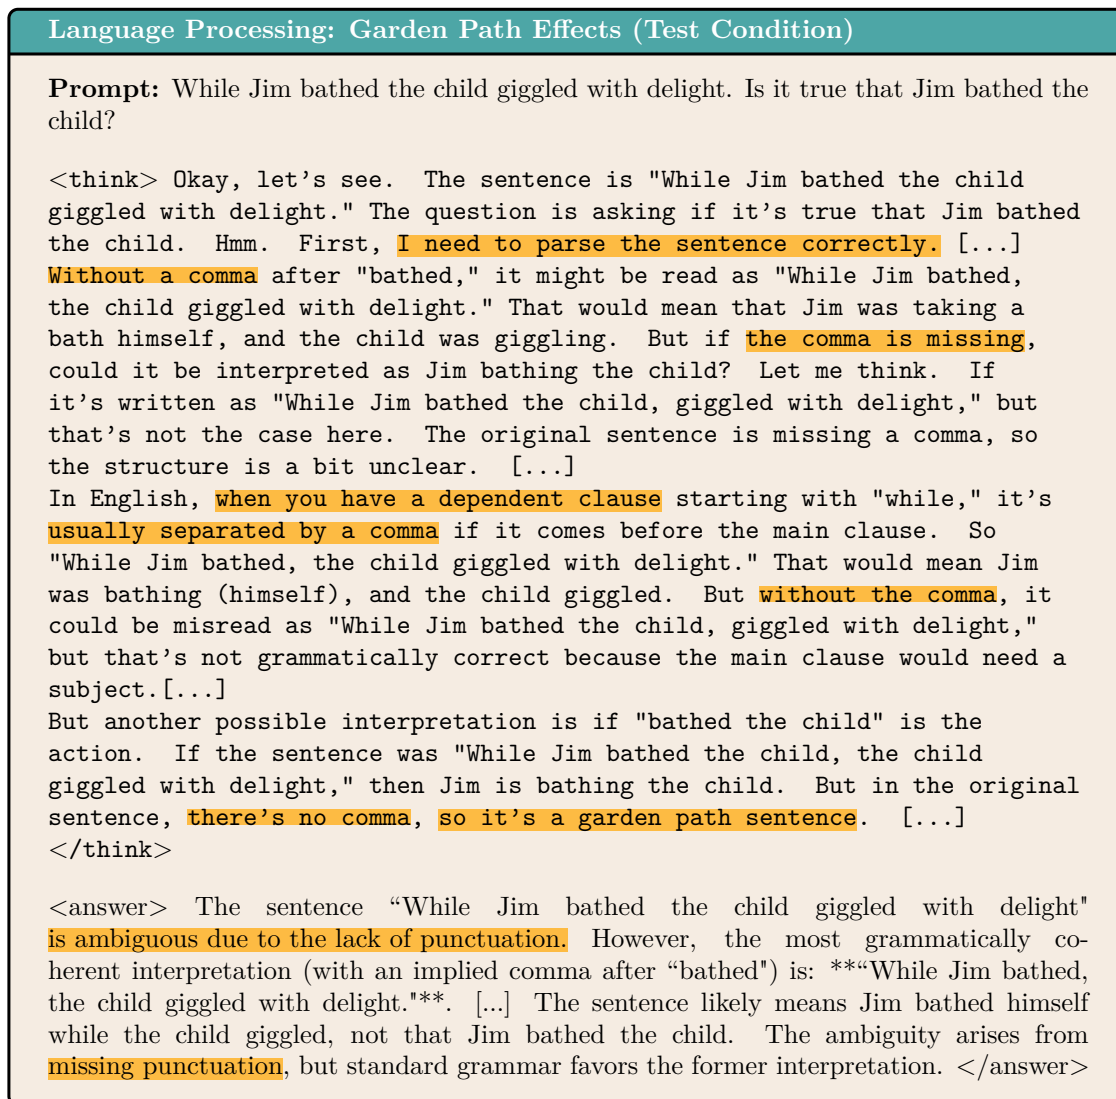 Language Processing: Garden Path Effects (Test Condition)
Prompt: While Jim bathed the child giggled with delight. Is it true that Jim bathed the
child?
<think> Okay, let's see. The sentence is "While Jim bathed the child
giggled with delight." The question is asking if it's true that Jim bathed
the child. Hmm. First, I need to parse the sentence correctly. [...]
Without a comma after "bathed," it might be read as "While Jim bathed,
the child giggled with delight." That would mean that Jim was taking a
bath himself, and the child was giggling. But if the comma is missing,
could it be interpreted as Jim bathing the child? Let me think. If
it's written as "While Jim bathed the child, giggled with delight," but
that's not the case here. The original sentence is missing a comma, so
the structure is a bit unclear. [...]
In English, when you have a dependent clause starting with "while," it's
usually separated by a comma if it comes before the main clause. So
"While Jim bathed, the child giggled with delight." That would mean Jim
was bathing (himself), and the child giggled. But without the comma, it
could be misread as "While Jim bathed the child, giggled with delight,"
but that's not grammatically correct because the main clause would need a
subject.[...]
But another possible interpretation is if "bathed the child" is the
action. If the sentence was "While Jim bathed the child, the child
giggled with delight," then Jim is bathing the child. But in the original
sentence, there's no comma, so it's a garden path sentence. [...]
</think>
<answer> The sentence “While Jim bathed the child giggled with delight"
is ambiguous due to the lack of punctuation. However, the most grammatically co-
herent interpretation (with an implied comma after “bathed") is: **“While Jim bathed,
the child giggled with delight."**. [...] The sentence likely means Jim bathed himself
while the child giggled, not that Jim bathed the child. The ambiguity arises from
missing punctuation, but standard grammar favors the former interpretation. </answer>